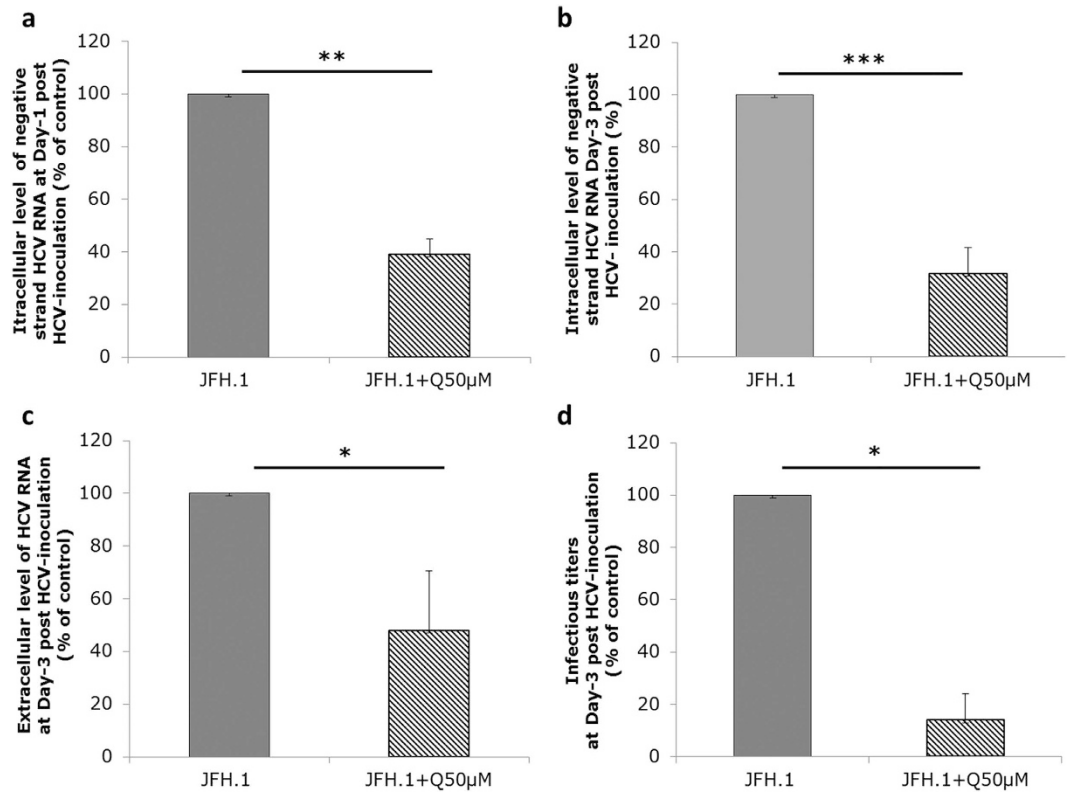 a
Itracellular level of negative
strand HCV RNA at Day-1 post
HCV-inoculation (% of control)
120
100
80
60
40
20
0
**
JFH.1
JFH.1+Q50µM
b
Intracellular level of negative
strand HCV RNA Day-3 post
HCV- inoculation (%)
120
100
80
60
40
20
0
***
JFH.1
JFH.1+Q50µM
c
Extracellular level of HCV RNA
at Day-3 post HCV-inoculation
(% of control)
120
100
80
60
40
20
0
*
JFH.1
JFH.1+Q50µM
d
Infectious titers
at Day-3 post HCV-inoculation
(% of control)
120
100
80
60
40
20
0
*
JFH.1
JFH.1+Q50µM